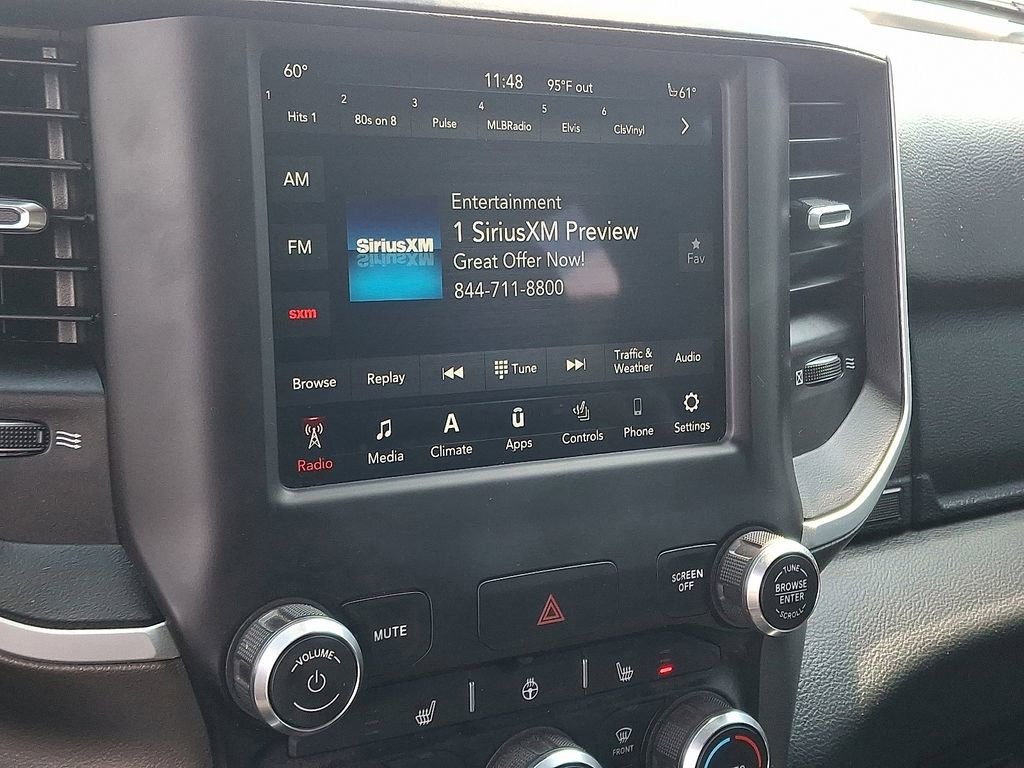 60°
11:48
95°F out
61°
1
Hits 1
2
80s on 8
3
Pulse
4
MLBRadio
5
Elvis
6
ClsVinyl
AM
FM
sxm
SiriusXM
Entertainment
1 SiriusXM Preview
Great Offer Now!
844-711-8800
Fav
Browse
Replay
Tune
Traffic &
Weather
Audio
Radio
Media
A
Climate
Apps
Controls
Phone
Settings
VOLUME
MUTE
SCREEN
OFF
TUNE
BROWSE
ENTER
SCROLL
FRONT